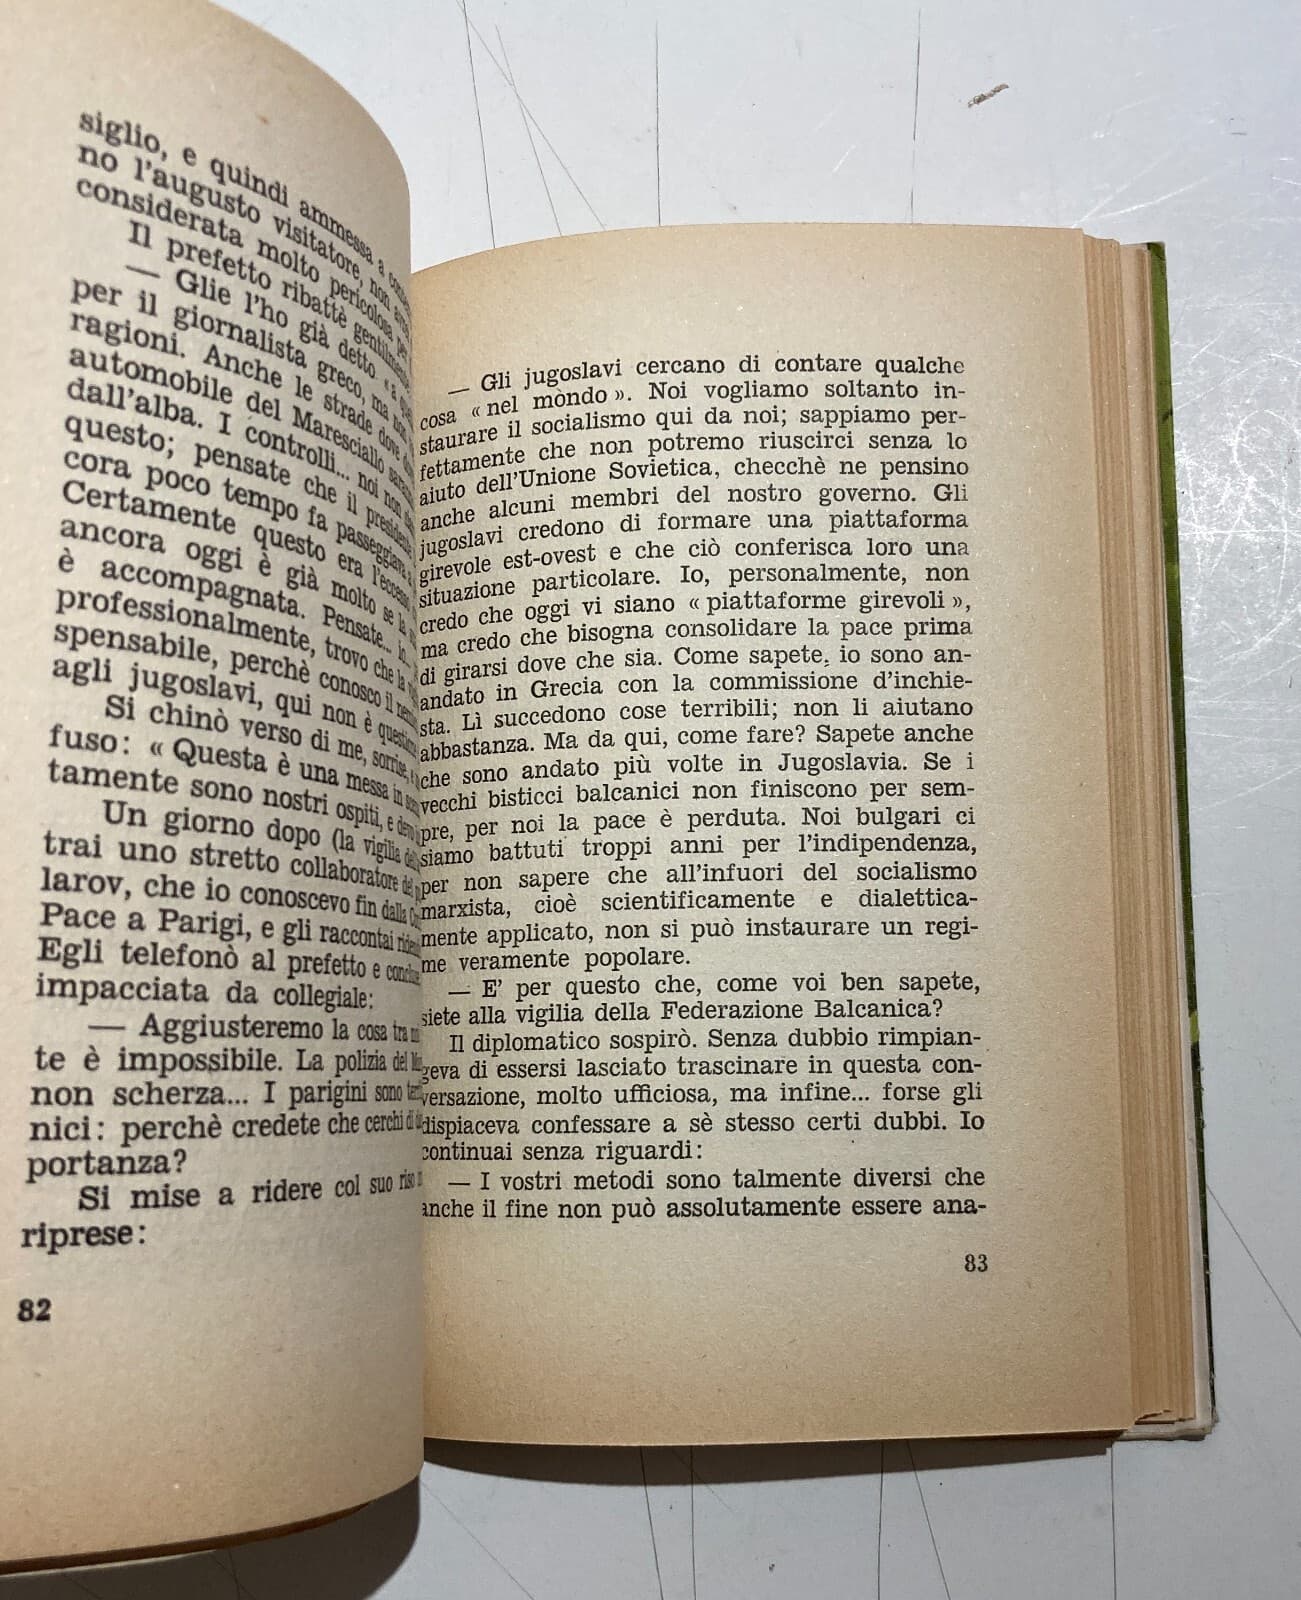 siglio, e quindi ammessa a
no l'augusto visitatore, non
considerata molto pericolosa per
Il prefetto ribattè gentilmente
— Glie l'ho già detto « a
per il giornalista greco, ma non
ragioni. Anche le strade dove
automobile del Maresciallo
dall'alba. I controlli... noi non
questo; pensate che il presidente
cora poco tempo fa passeggiava
Certamente questo era l'eccesso
ancora oggi è già molto se la
è accompagnata. Pensate... io...
professionalmente, trovo che la
spensabile, perchè conosco il
agli jugoslavi, qui non è
Si chinò verso di me, sorrise,
fuso: « Questa è una messa in
tamente sono nostri ospiti, e
Un giorno dopo (la vigilia
trai uno stretto collaboratore del
larov, che io conoscevo fin dalla
Pace a Parigi, e gli raccontai
Egli telefonò al prefetto e
impacciata da collegiale:
— Aggiusteremo la cosa tra
te è impossibile. La polizia del
non scherza... I parigini sono
nici: perchè credete che cerchi di
portanza?
Si mise a ridere col suo riso
riprese:
82
— Gli jugoslavi cercano di contare qualche
cosa « nel mòndo ». Noi vogliamo soltanto in-
staurare il socialismo qui da noi; sappiamo per-
fettamente che non potremo riuscirci senza lo
aiuto dell'Unione Sovietica, checchè ne pensino
anche alcuni membri del nostro governo. Gli
jugoslavi credono di formare una piattaforma
girevole est-ovest e che ciò conferisca loro una
situazione particolare. Io, personalmente, non
credo che oggi vi siano « piattaforme girevoli »,
ma credo che bisogna consolidare la pace prima
di girarsi dove che sia. Come sapete, io sono an-
andato in Grecia con la commissione d'inchie-
sta. Lì succedono cose terribili; non li aiutano
abbastanza. Ma da qui, come fare? Sapete anche
che sono andato più volte in Jugoslavia. Se i
vecchi bisticci balcanici non finiscono per sem-
pre, per noi la pace è perduta. Noi bulgari ci
siamo battuti troppi anni per l'indipendenza,
per non sapere che all'infuori del socialismo
marxista, cioè scientificamente e dialettica-
mente applicato, non si può instaurare un regi-
me veramente popolare.
— E' per questo che, come voi ben sapete,
siete alla vigilia della Federazione Balcanica?
Il diplomatico sospirò. Senza dubbio rimpian-
geva di essersi lasciato trascinare in questa con-
versazione, molto ufficiosa, ma infine... forse gli
dispiaceva confessare a sè stesso certi dubbi. Io
continuai senza riguardi:
— I vostri metodi sono talmente diversi che
anche il fine non può assolutamente essere ana-
83